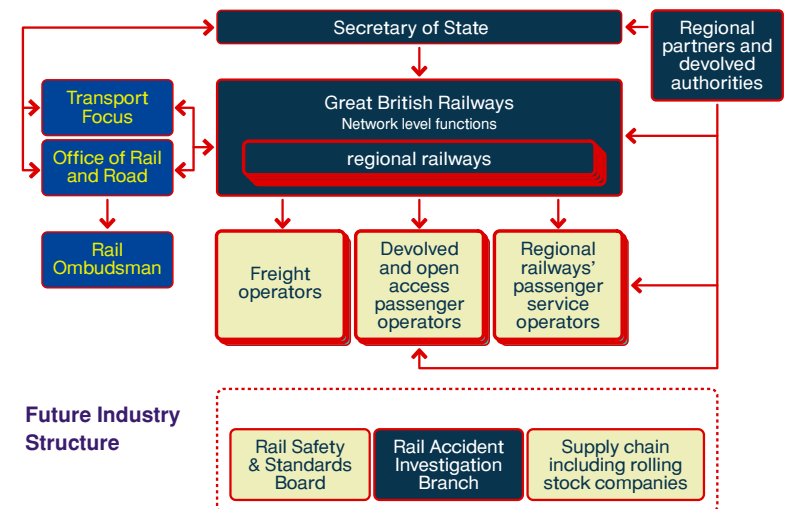 Secretary of State
Regional
partners and
devolved
authorities
Transport
Focus
Great British Railways
Network level functions
regional railways
Office of Rail
and Road
Rail
Ombudsman
Freight
operators
Devolved
and open
access
passenger
operators
Regional
railways’
passenger
service
operators
Future Industry
Structure
Rail Safety
& Standards
Board
Rail Accident
Investigation
Branch
Supply chain
including rolling
stock companies